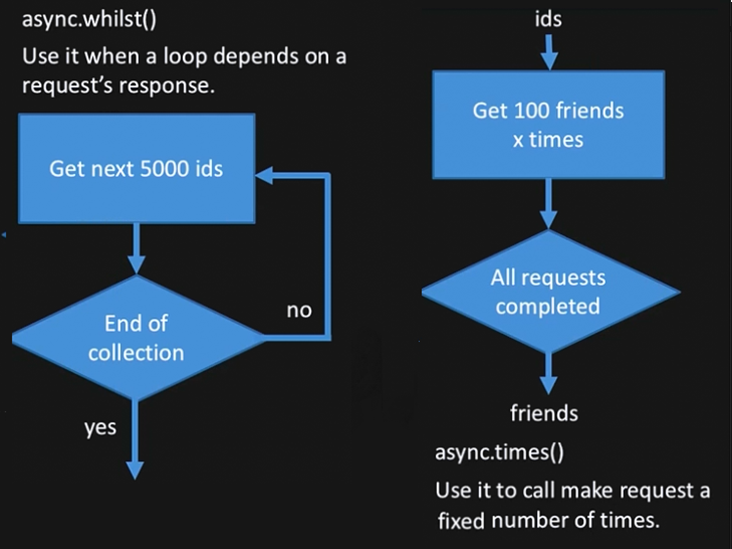 async.whilst()
Use it when a loop depends on a
request's response.
Get next 5000 ids
End of
collection
no
yes
ids
Get 100 friends
x times
All requests
completed
friends
async.times()
Use it to call make request a
fixed number of times.